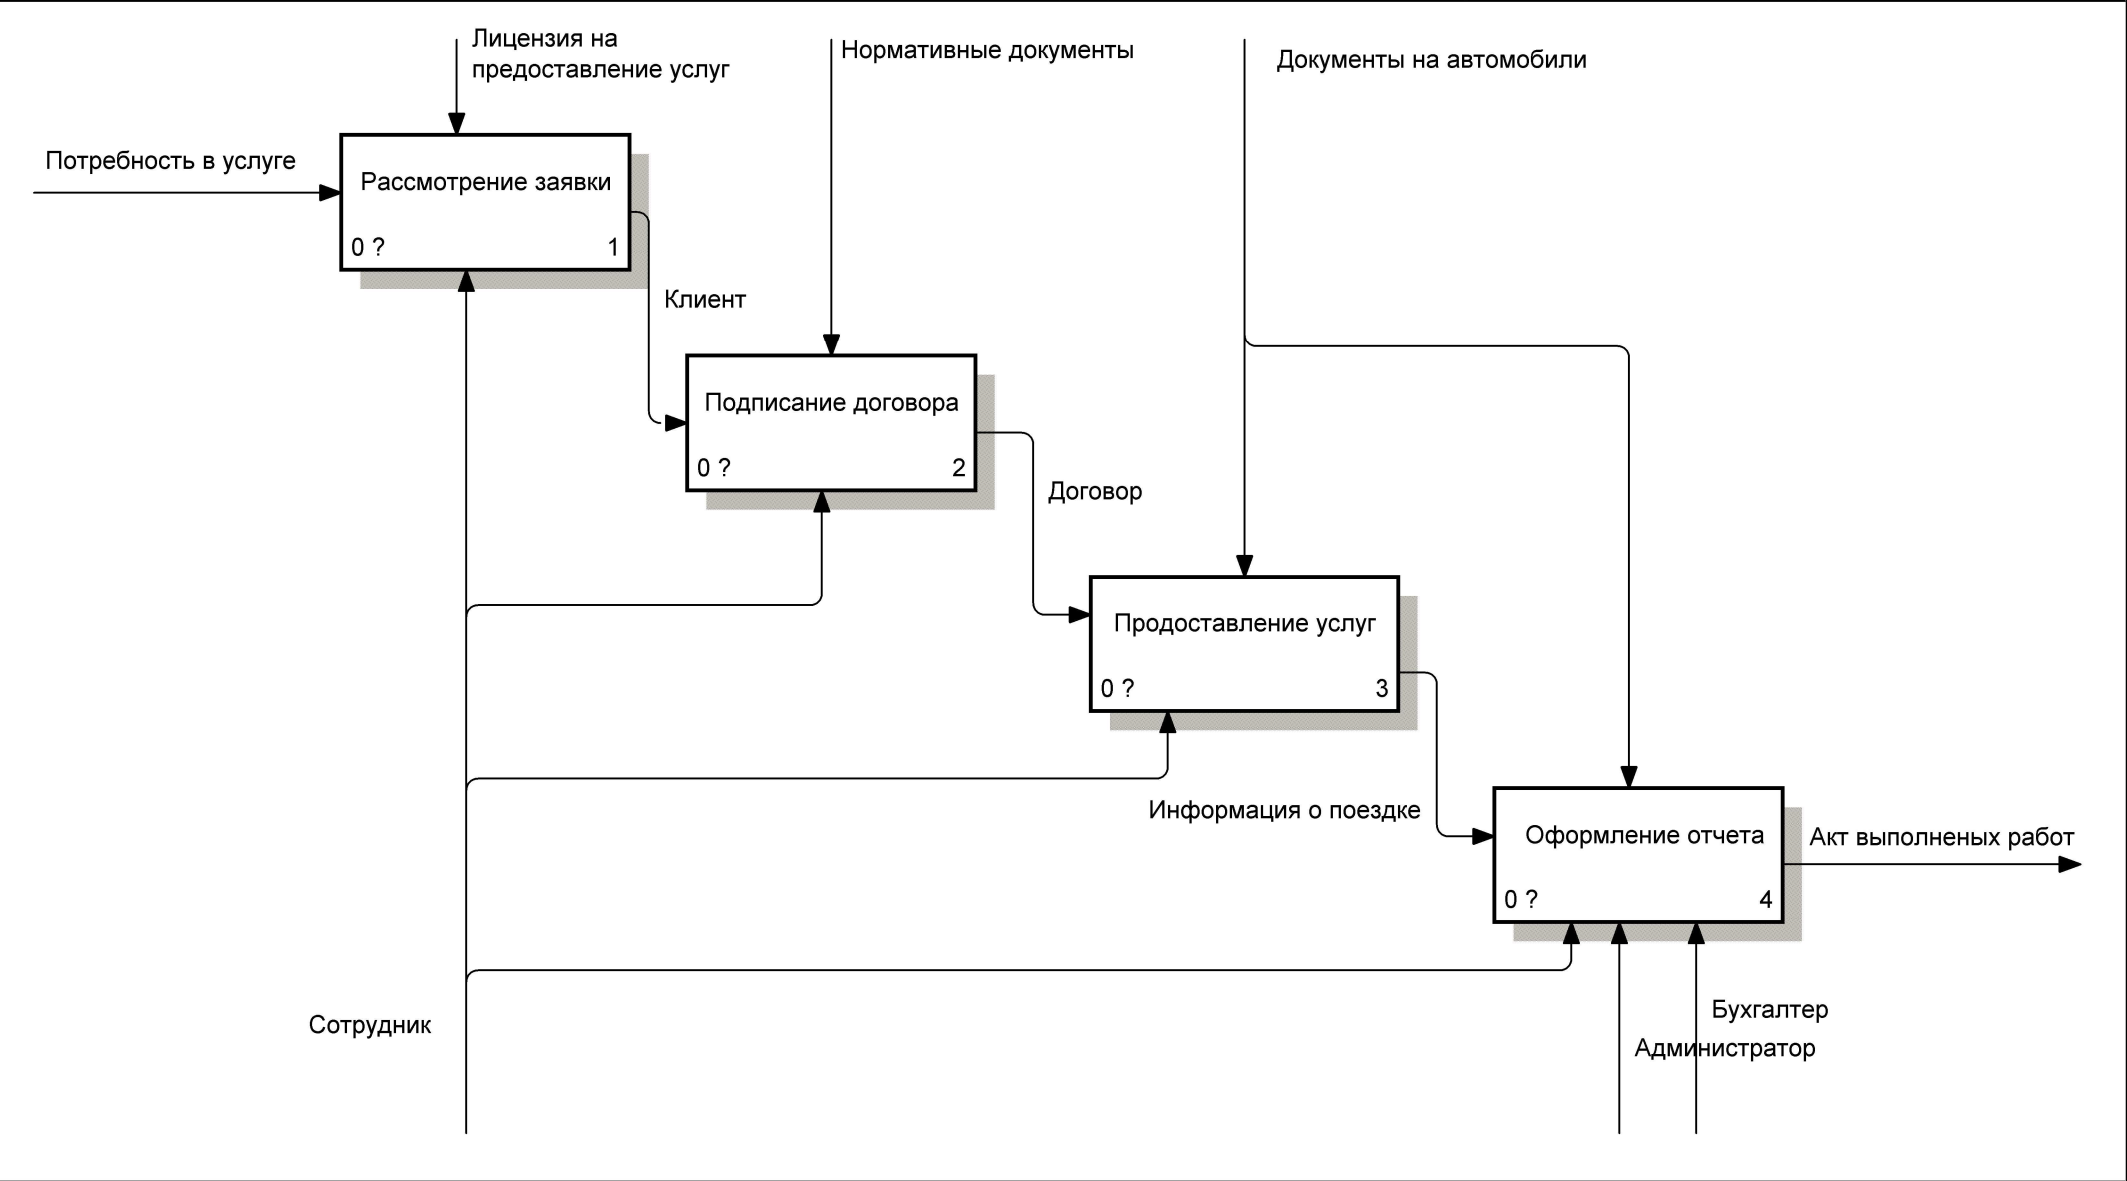 Лицензия на
предоставление услуг
Нормативные документы
Документы на автомобили
Потребность в услуге
Рассмотрение заявки
0 ?
1
Клиент
Подписание договора
0 ?
2
Договор
Продоставление услуг
0 ?
3
Информация о поездке
Оформление отчета
0 ?
4
Акт выполненых работ
Сотрудник
Бухгалтер
Администратор